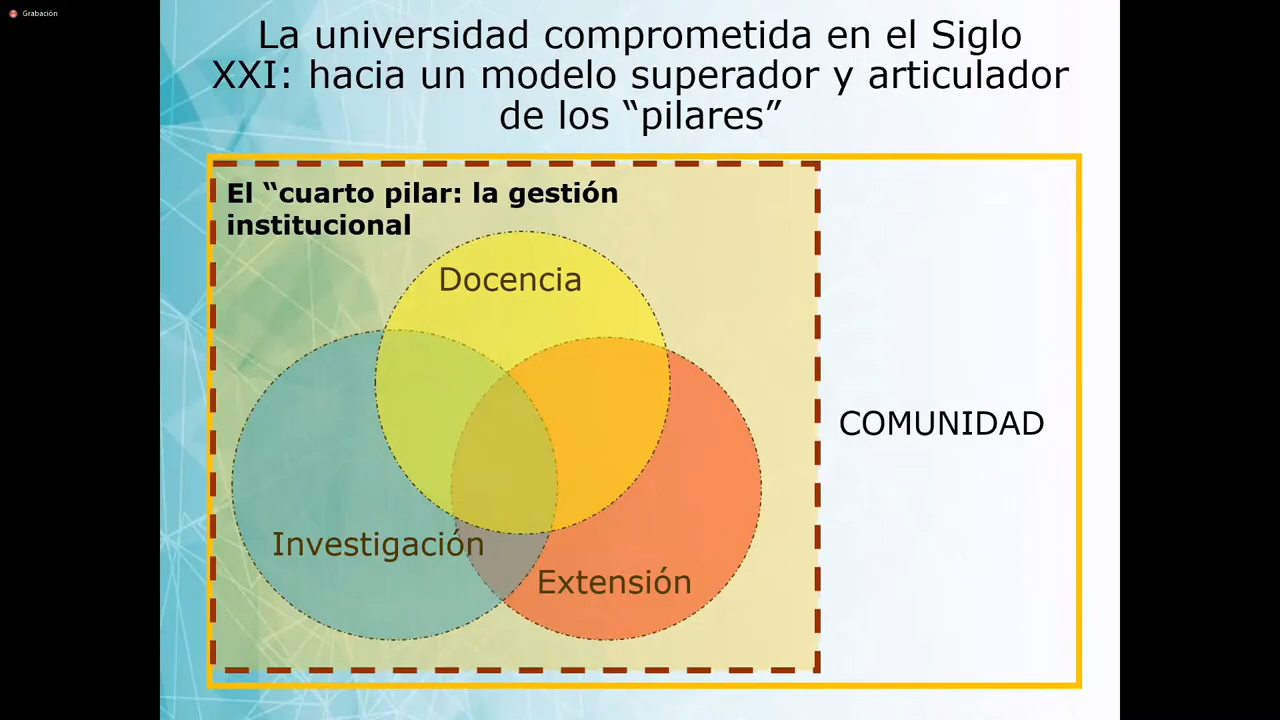 Grabación
La universidad comprometida en el Siglo
XXI: hacia un modelo superador y articulador
de los “pilares”
El “cuarto pilar: la gestión
institucional
Docencia
COMUNIDAD
Investigación
Extensión